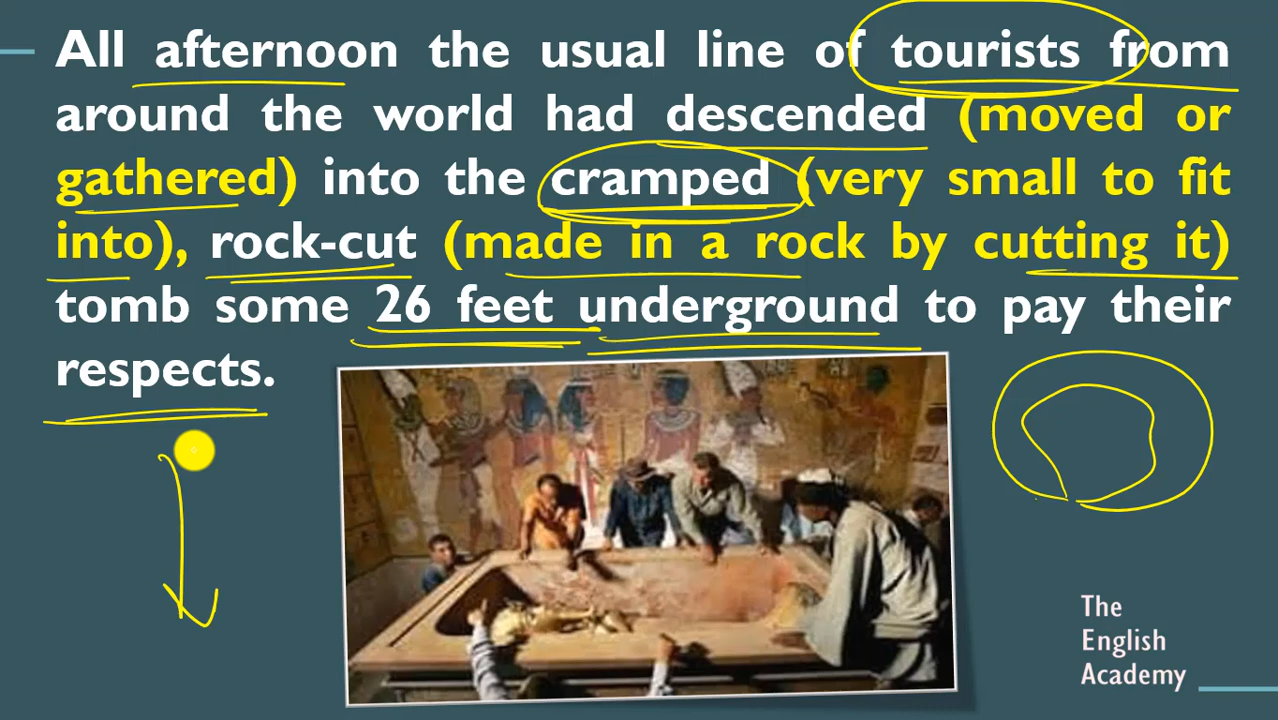 All afternoon the usual line of tourists from
around the world had descended (moved or
gathered) into the cramped (very small to fit
into), rock-cut (made in a rock by cutting it)
tomb some 26 feet underground to pay their
respects.
The
English
Academy